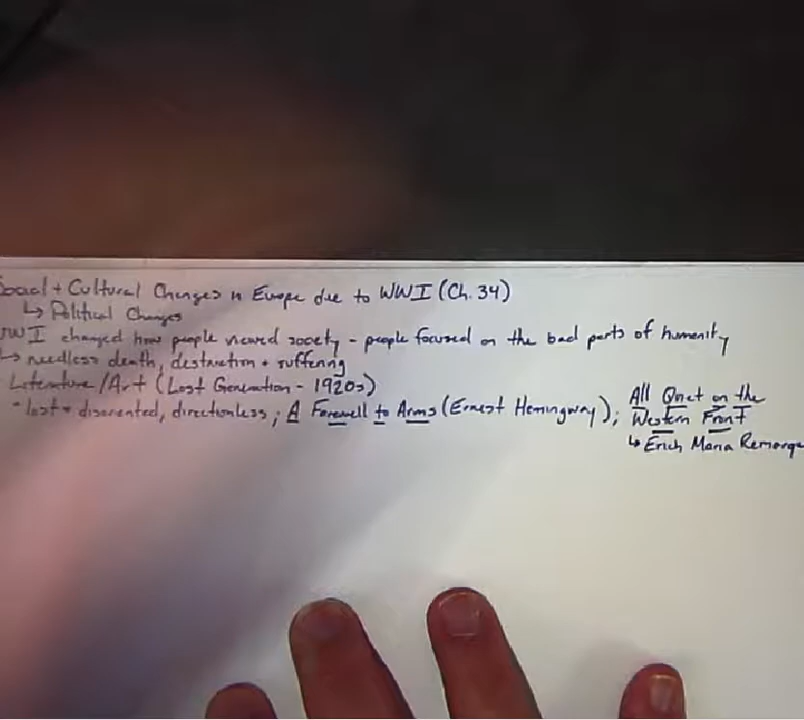 Social + Cultural Changes in Europe due to WWI (Ch. 34)
↳ Political Changes
WWI changed how people viewed society - people focused on the bad parts of humanity
↳ needless death, destruction + suffering
Literature/Art (Lost Generation - 1920s)
- lost + disoriented, directionless; A Farewell to Arms (Ernest Hemingway); All Quiet on the
Western Front
↳ Erich Maria Remarque